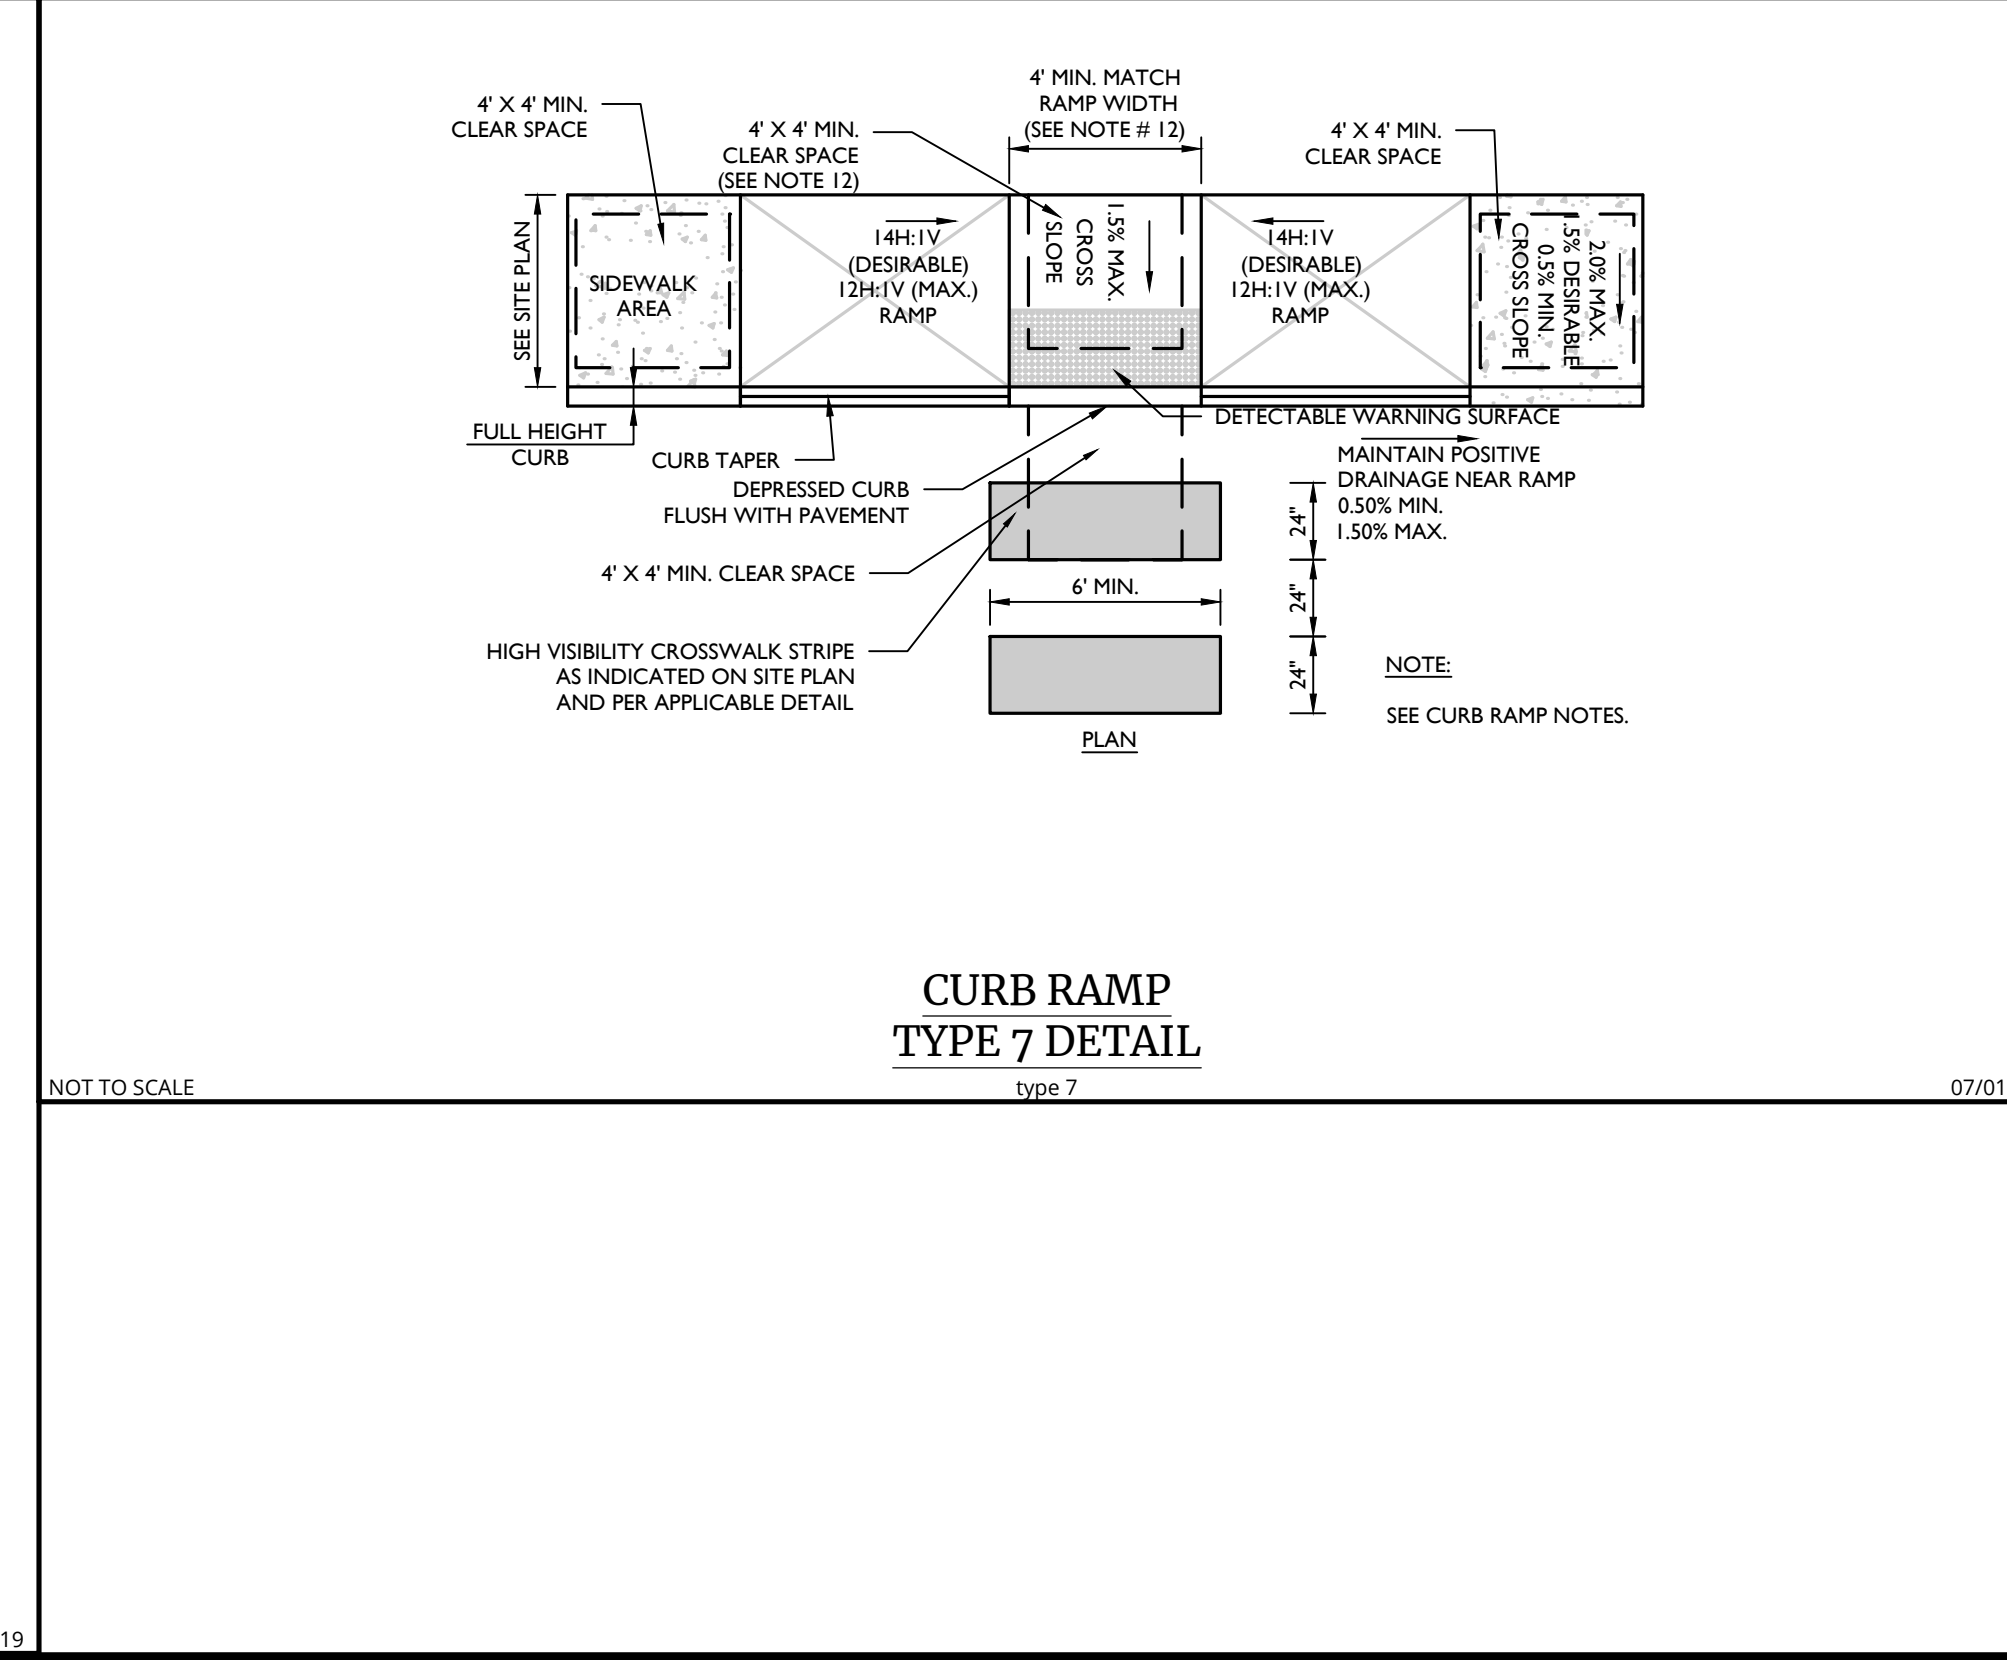 4' X 4' MIN.
CLEAR SPACE
4' X 4' MIN.
CLEAR SPACE
(SEE NOTE 12)
4' MIN. MATCH
RAMP WIDTH
(SEE NOTE # 12)
4' X 4' MIN.
CLEAR SPACE
SEE SITE PLAN
SIDEWALK
AREA
14H:1V
(DESIRABLE)
12H:1V (MAX.)
RAMP
1.5% MAX.
CROSS
SLOPE
14H:1V
(DESIRABLE)
12H:1V (MAX.)
RAMP
2.0% MAX.
1.5% DESIRABLE
0.5% MIN.
CROSS SLOPE
FULL HEIGHT
CURB
CURB TAPER
DEPRESSED CURB
FLUSH WITH PAVEMENT
4' X 4' MIN. CLEAR SPACE
HIGH VISIBILITY CROSSWALK STRIPE
AS INDICATED ON SITE PLAN
AND PER APPLICABLE DETAIL
DETECTABLE WARNING SURFACE
MAINTAIN POSITIVE
DRAINAGE NEAR RAMP
0.50% MIN.
1.50% MAX.
24"
24"
24"
6' MIN.
PLAN
NOTE:
SEE CURB RAMP NOTES.
CURB RAMP
TYPE 7 DETAIL
NOT TO SCALE
type 7
07/01
19